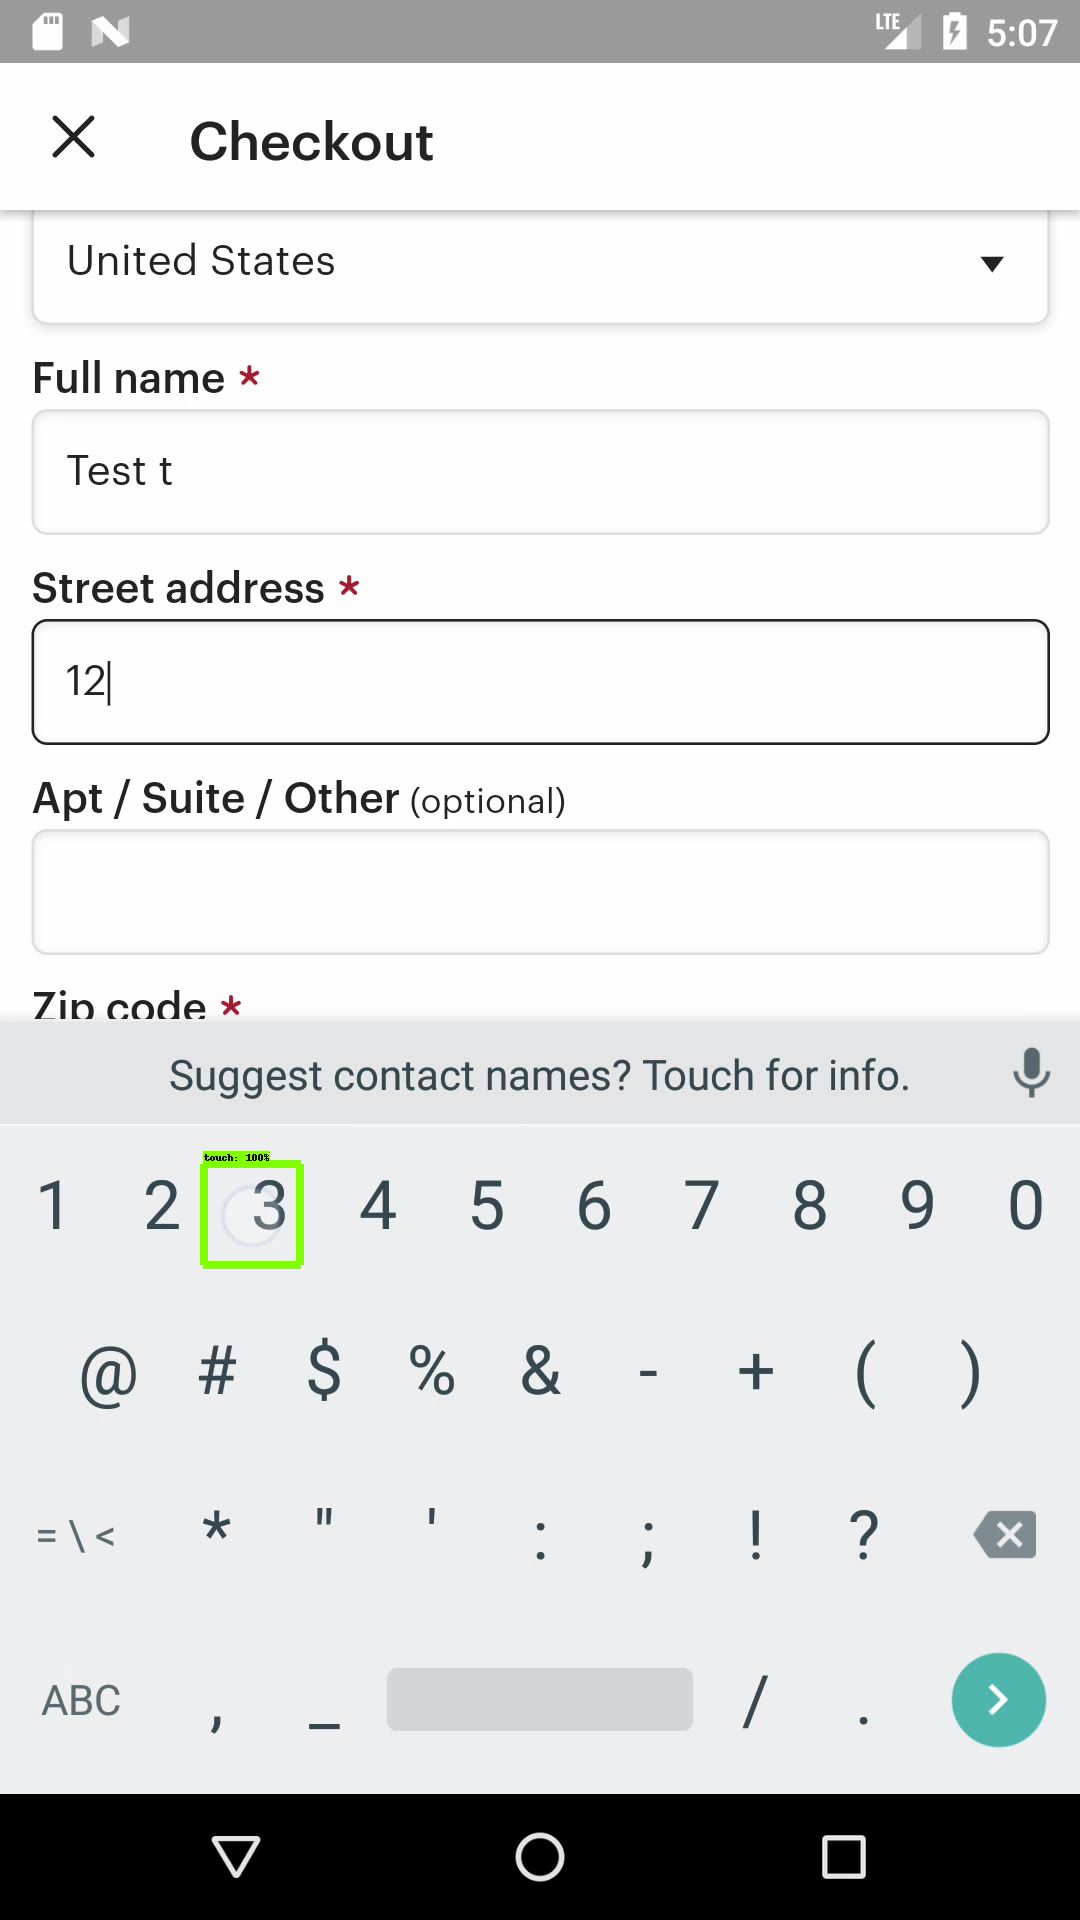 LTE 5:07
Checkout
United States
Full name *
Test t
Street address *
12
Apt / Suite / Other (optional)
Zip code *
Suggest contact names? Touch for info.
touch: 100%
1 2 3 4 5 6 7 8 9 0
@ # $ % & - + ( )
= \ < * " ' : ; ! ?
ABC , _ / .